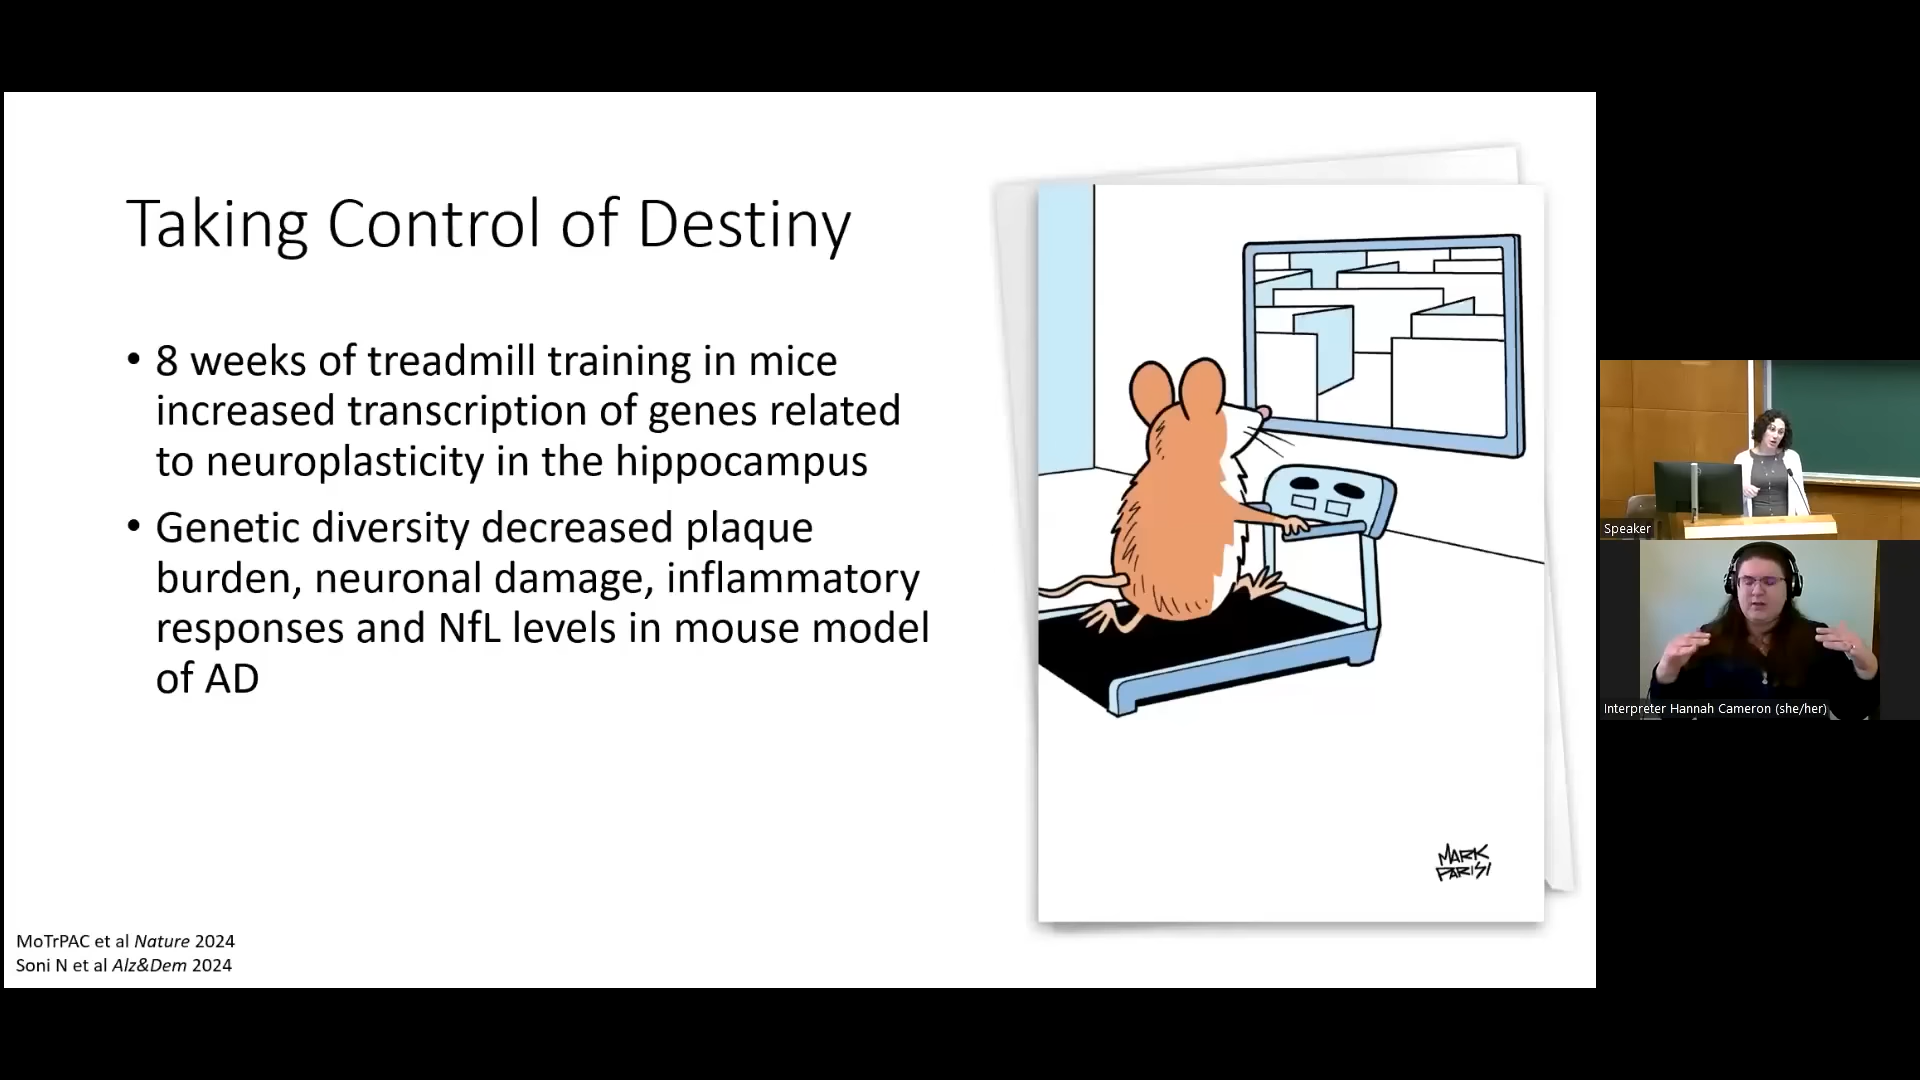 Taking Control of Destiny
• 8 weeks of treadmill training in mice
increased transcription of genes related
to neuroplasticity in the hippocampus
• Genetic diversity decreased plaque
burden, neuronal damage, inflammatory
responses and NfL levels in mouse model
of AD
MARK
PARISI
MoTrPAC et al Nature 2024
Soni N et al Alz&Dem 2024
Speaker
Interpreter Hannah Cameron (she/her)